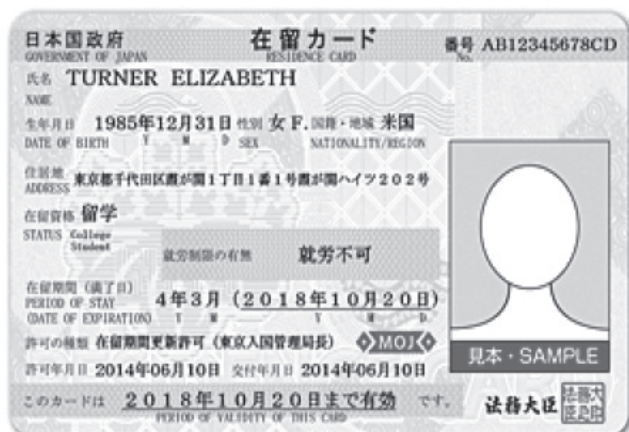 日本国政府 在留カード 番号 AB12345678CD
GOVERNMENT OF JAPAN RESIDENCE CARD No.
氏名 TURNER ELIZABETH
NAME
生年月日 1985年12月31日 性別 女 F. 国籍・地域 米国
DATE OF BIRTH Y M D SEX NATIONALITY/REGION
住居地 東京都千代田区霞が関1丁目1番1号霞が関ハイツ202号
ADDRESS
在留資格 留学
STATUS College Student
就労制限の有無 就労不可
在留期間(満了日) 4年3月(2018年10月20日)
PERIOD OF STAY
(DATE OF EXPIRATION) Y M Y M D
許可の種類 在留期間更新許可(東京入国管理局長) MOJ
見本・SAMPLE
許可年月日 2014年06月10日 交付年月日 2014年06月10日
このカードは 2018年10月20日まで有効 です。
PERIOD OF VALIDITY OF THIS CARD
法務大臣